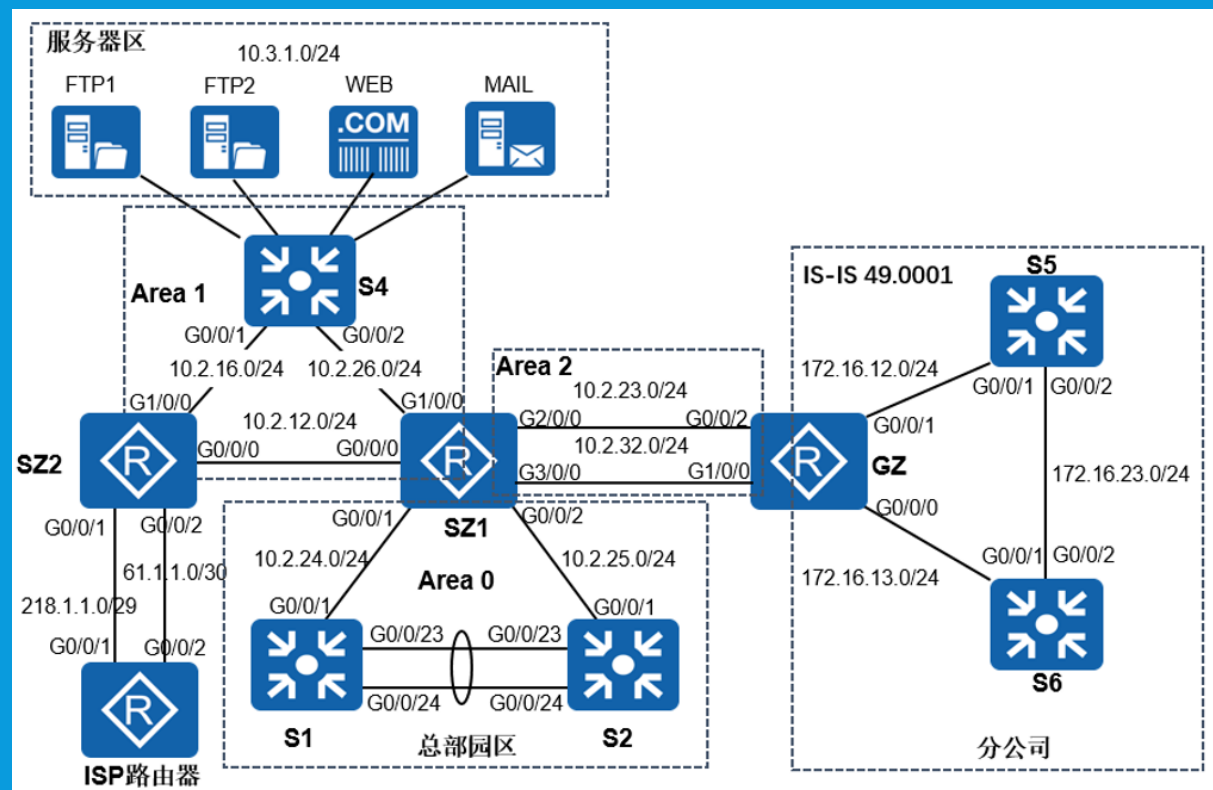 服务器区
10.3.1.0/24
FTP1
FTP2
WEB
MAIL
.COM
Area 1
S4
G0/0/1
G0/0/2
10.2.16.0/24
10.2.26.0/24
G1/0/0
G1/0/0
10.2.12.0/24
G0/0/0
G0/0/0
SZ2
R
SZ1
R
Area 2
10.2.23.0/24
G2/0/0
G0/0/2
10.2.32.0/24
G3/0/0
G1/0/0
GZ
R
IS-IS 49.0001
S5
172.16.12.0/24
G0/0/1
G0/0/2
G0/0/1
172.16.23.0/24
G0/0/0
G0/0/1
G0/0/2
172.16.13.0/24
S6
分公司
G0/0/1
G0/0/2
61.1.1.0/30
218.1.1.0/29
G0/0/1
G0/0/2
R
ISP路由器
G0/0/1
G0/0/2
10.2.24.0/24
10.2.25.0/24
Area 0
G0/0/1
G0/0/1
G0/0/23
G0/0/23
G0/0/24
G0/0/24
S1
S2
总部园区